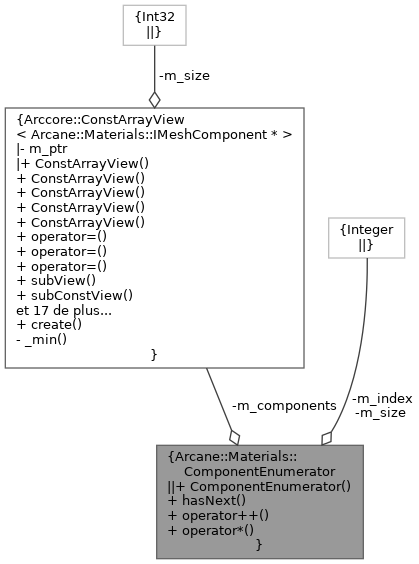 {Int32
||}
-m_size
{Arccore::ConstArrayView
< Arcane::Materials::IMeshComponent * >
|- m_ptr
|+ ConstArrayView()
+ ConstArrayView()
+ ConstArrayView()
+ ConstArrayView()
+ ConstArrayView()
+ operator=()
+ operator=()
+ operator=()
+ subView()
+ subConstView()
et 17 de plus...
+ create()
- _min()
}
{Integer
||}
-m_components
-m_index
-m_size
{Arcane::Materials::
ComponentEnumerator
||+ ComponentEnumerator()
+ hasNext()
+ operator++()
+ operator*()
}